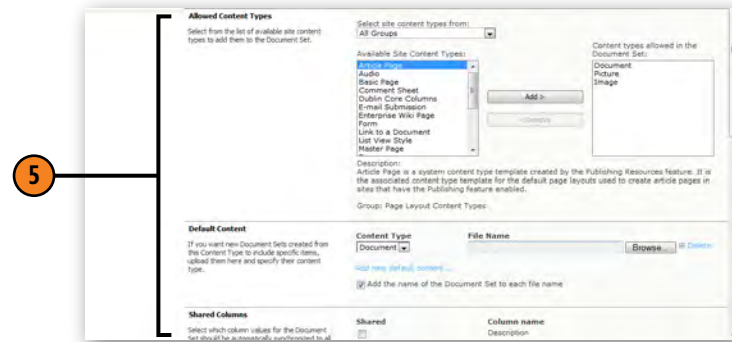 Allowed Content Types
Select from the list of available site content
types to add them to the Document Set.
Select site content types from:
All Groups
Available Site Content Types:
Article Page
Audio
Basic Page
Comment Sheet
Dublin Core Columns
E-mail Submission
Enterprise Wiki Page
Form
Link to a Document
List View Style
Master Page
Add >
< Remove
Content types allowed in the
Document Set:
Document
Picture
Image
Description:
Article Page is a system content type template created by the Publishing Resources feature. It is
the associated content type template for the default page layouts used to create article pages in
sites that have the Publishing feature enabled.
Group: Page Layout Content Types
5
Default Content
If you want new Document Sets created from
this Content Type to include specific items,
upload them here and specify their content
type.
Content Type File Name
Document Browse... Delete
Add new default content ...
Add the name of the Document Set to each file name
Shared Columns
Select which column values for the Document
Set should be automatically synchronized to all
Shared Column name
Description